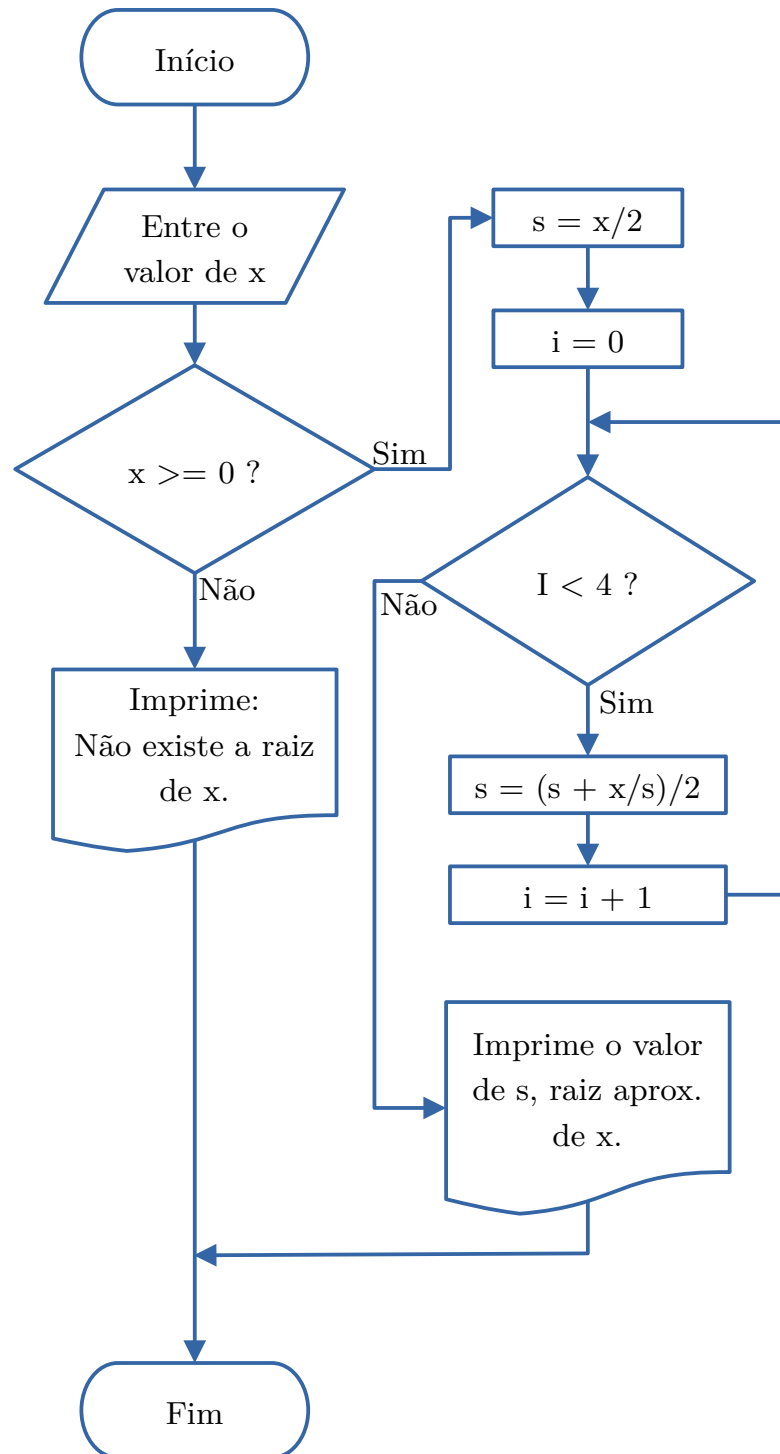 Início
Entre o
valor de x
x >= 0 ?
Sim
Não
Imprime:
Não existe a raiz
de x.
s = x/2
i = 0
I < 4 ?
Não
Sim
s = (s + x/s)/2
i = i + 1
Imprime o valor
de s, raiz aprox.
de x.
Fim